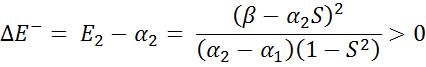 ΔE⁻ = E₂ − α₂ = (β − α₂S)² / (α₂ − α₁)(1 − S²) > 0